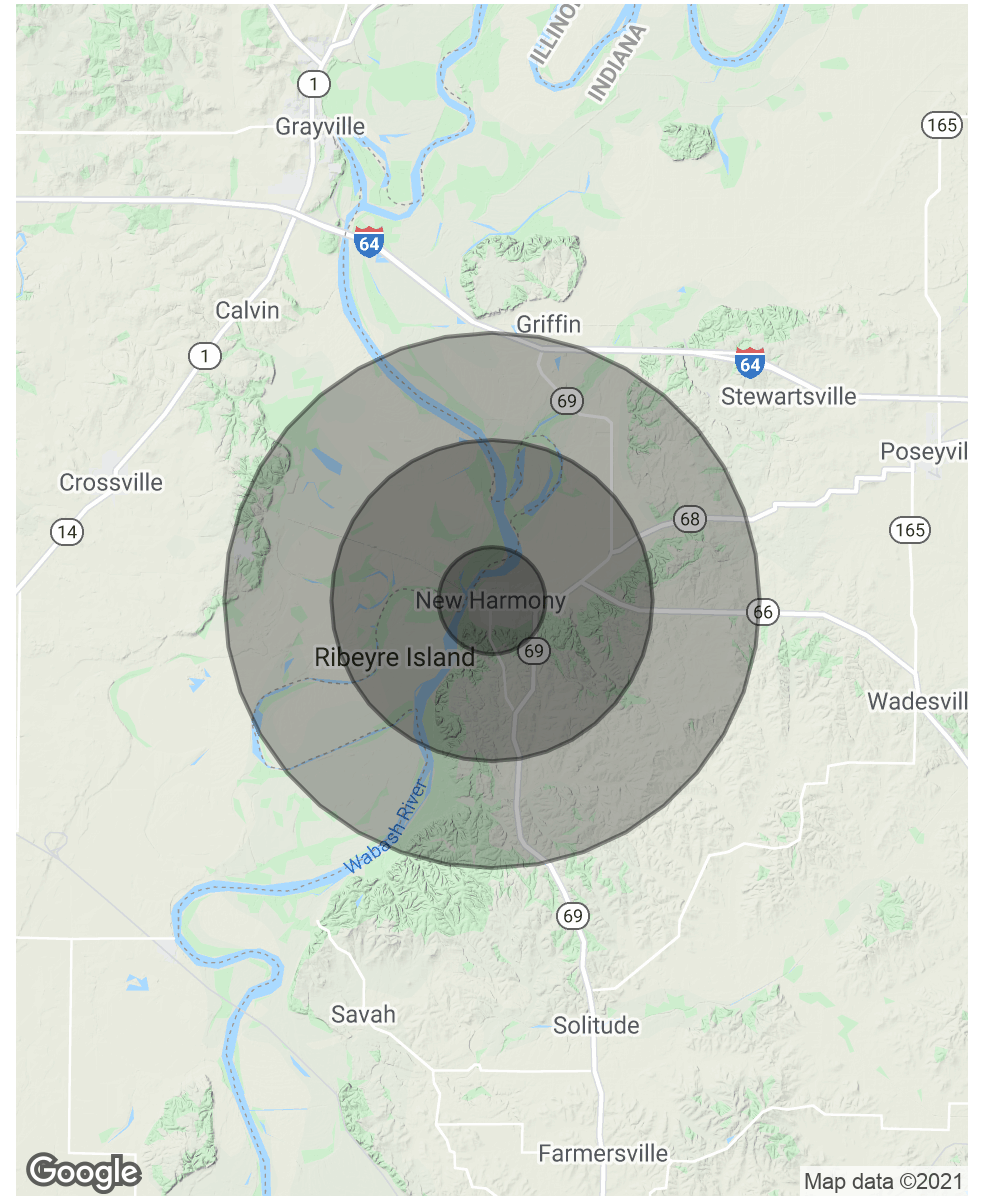 ILLINO
INDIANA
1
Grayville
165
64
Calvin
Griffin
1
64
69
Stewartsville
Poseyvil
Crossville
68
14
165
New Harmony
66
69
Ribeyre Island
Wadesvill
Wabash River
69
Savah
Solitude
Farmersville
Google
Map data ©2021